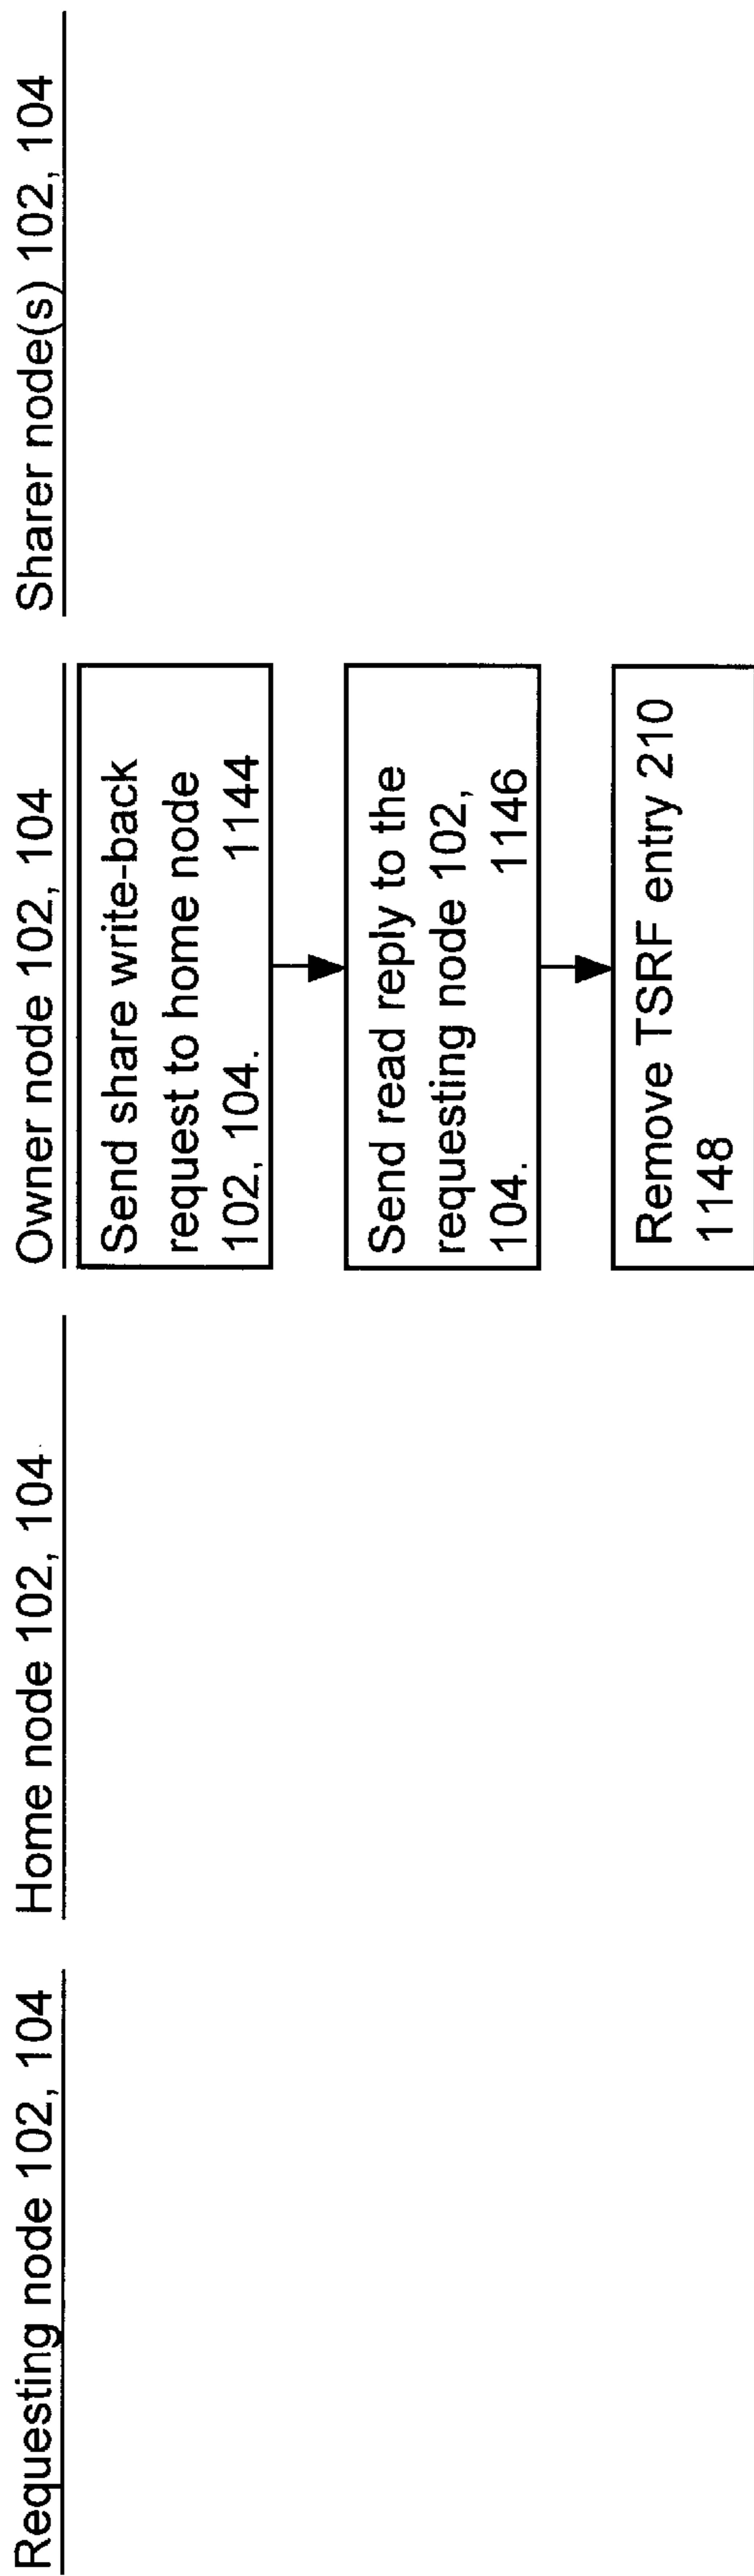 Requesting node 102, 104
Home node 102, 104
Owner node 102, 104
Sharer node(s) 102, 104
Send share write-back
request to home node
102, 104. 1144
Send read reply to the
requesting node 102,
104. 1146
Remove TSRF entry 210
1148